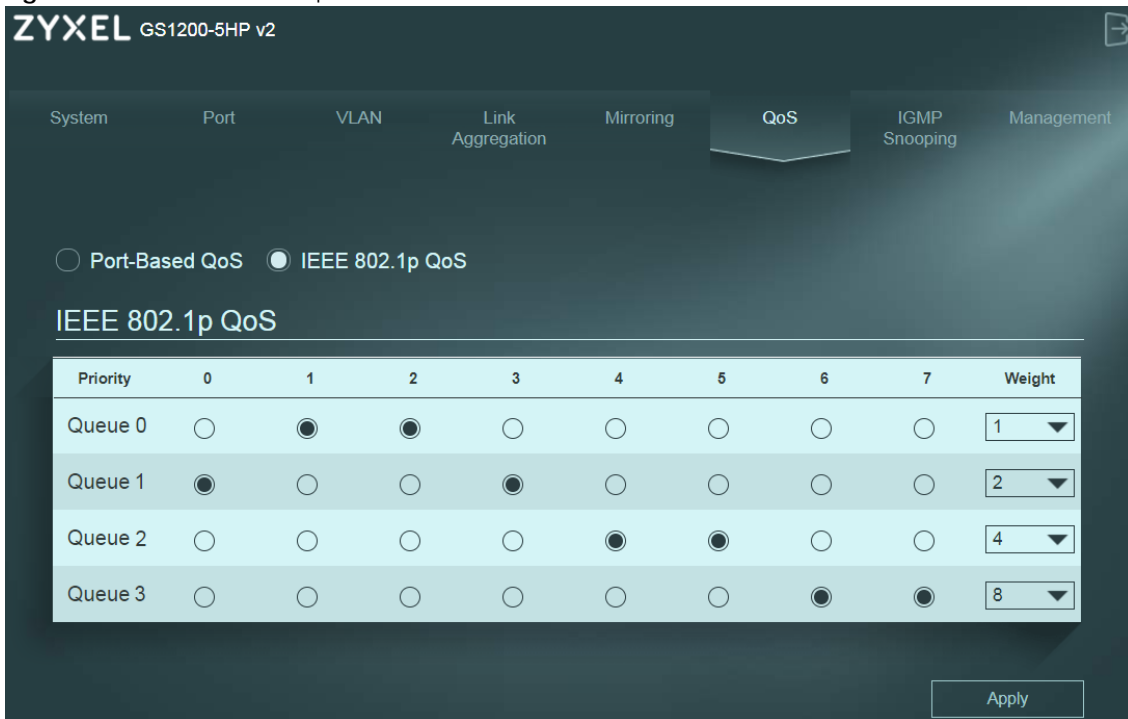 ZYXEL GS1200-5HP v2
System Port VLAN Link Aggregation Mirroring QoS IGMP Snooping Management
Port-Based QoS IEEE 802.1p QoS
IEEE 802.1p QoS
Priority 0 1 2 3 4 5 6 7 Weight
Queue 0 1
Queue 1 2
Queue 2 4
Queue 3 8
Apply